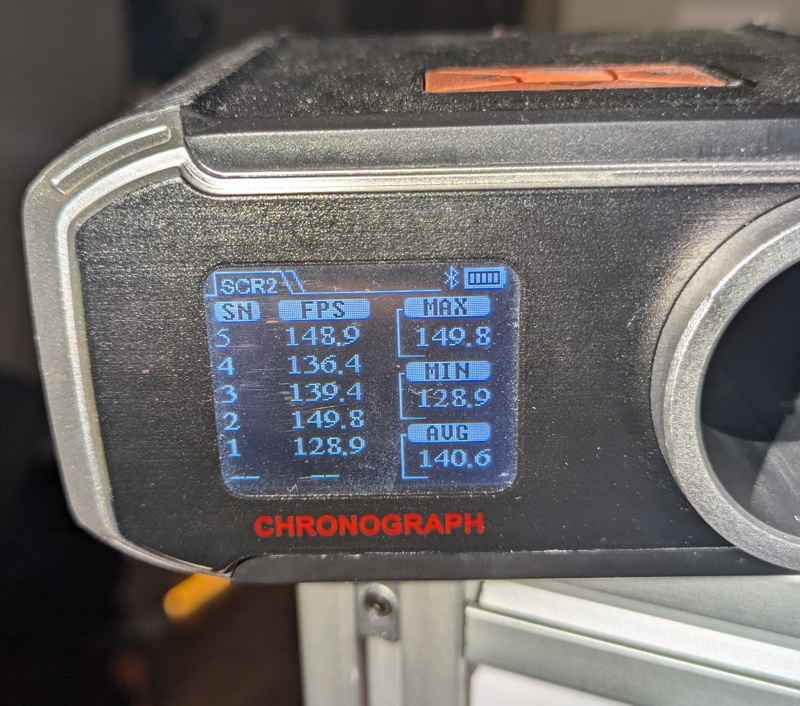 SCR2
SN FPS MAX
5 148.9 149.8
4 136.4 MIN
3 139.4 128.9
2 149.8 AVG
1 128.9 140.6
-- --
CHRONOGRAPH